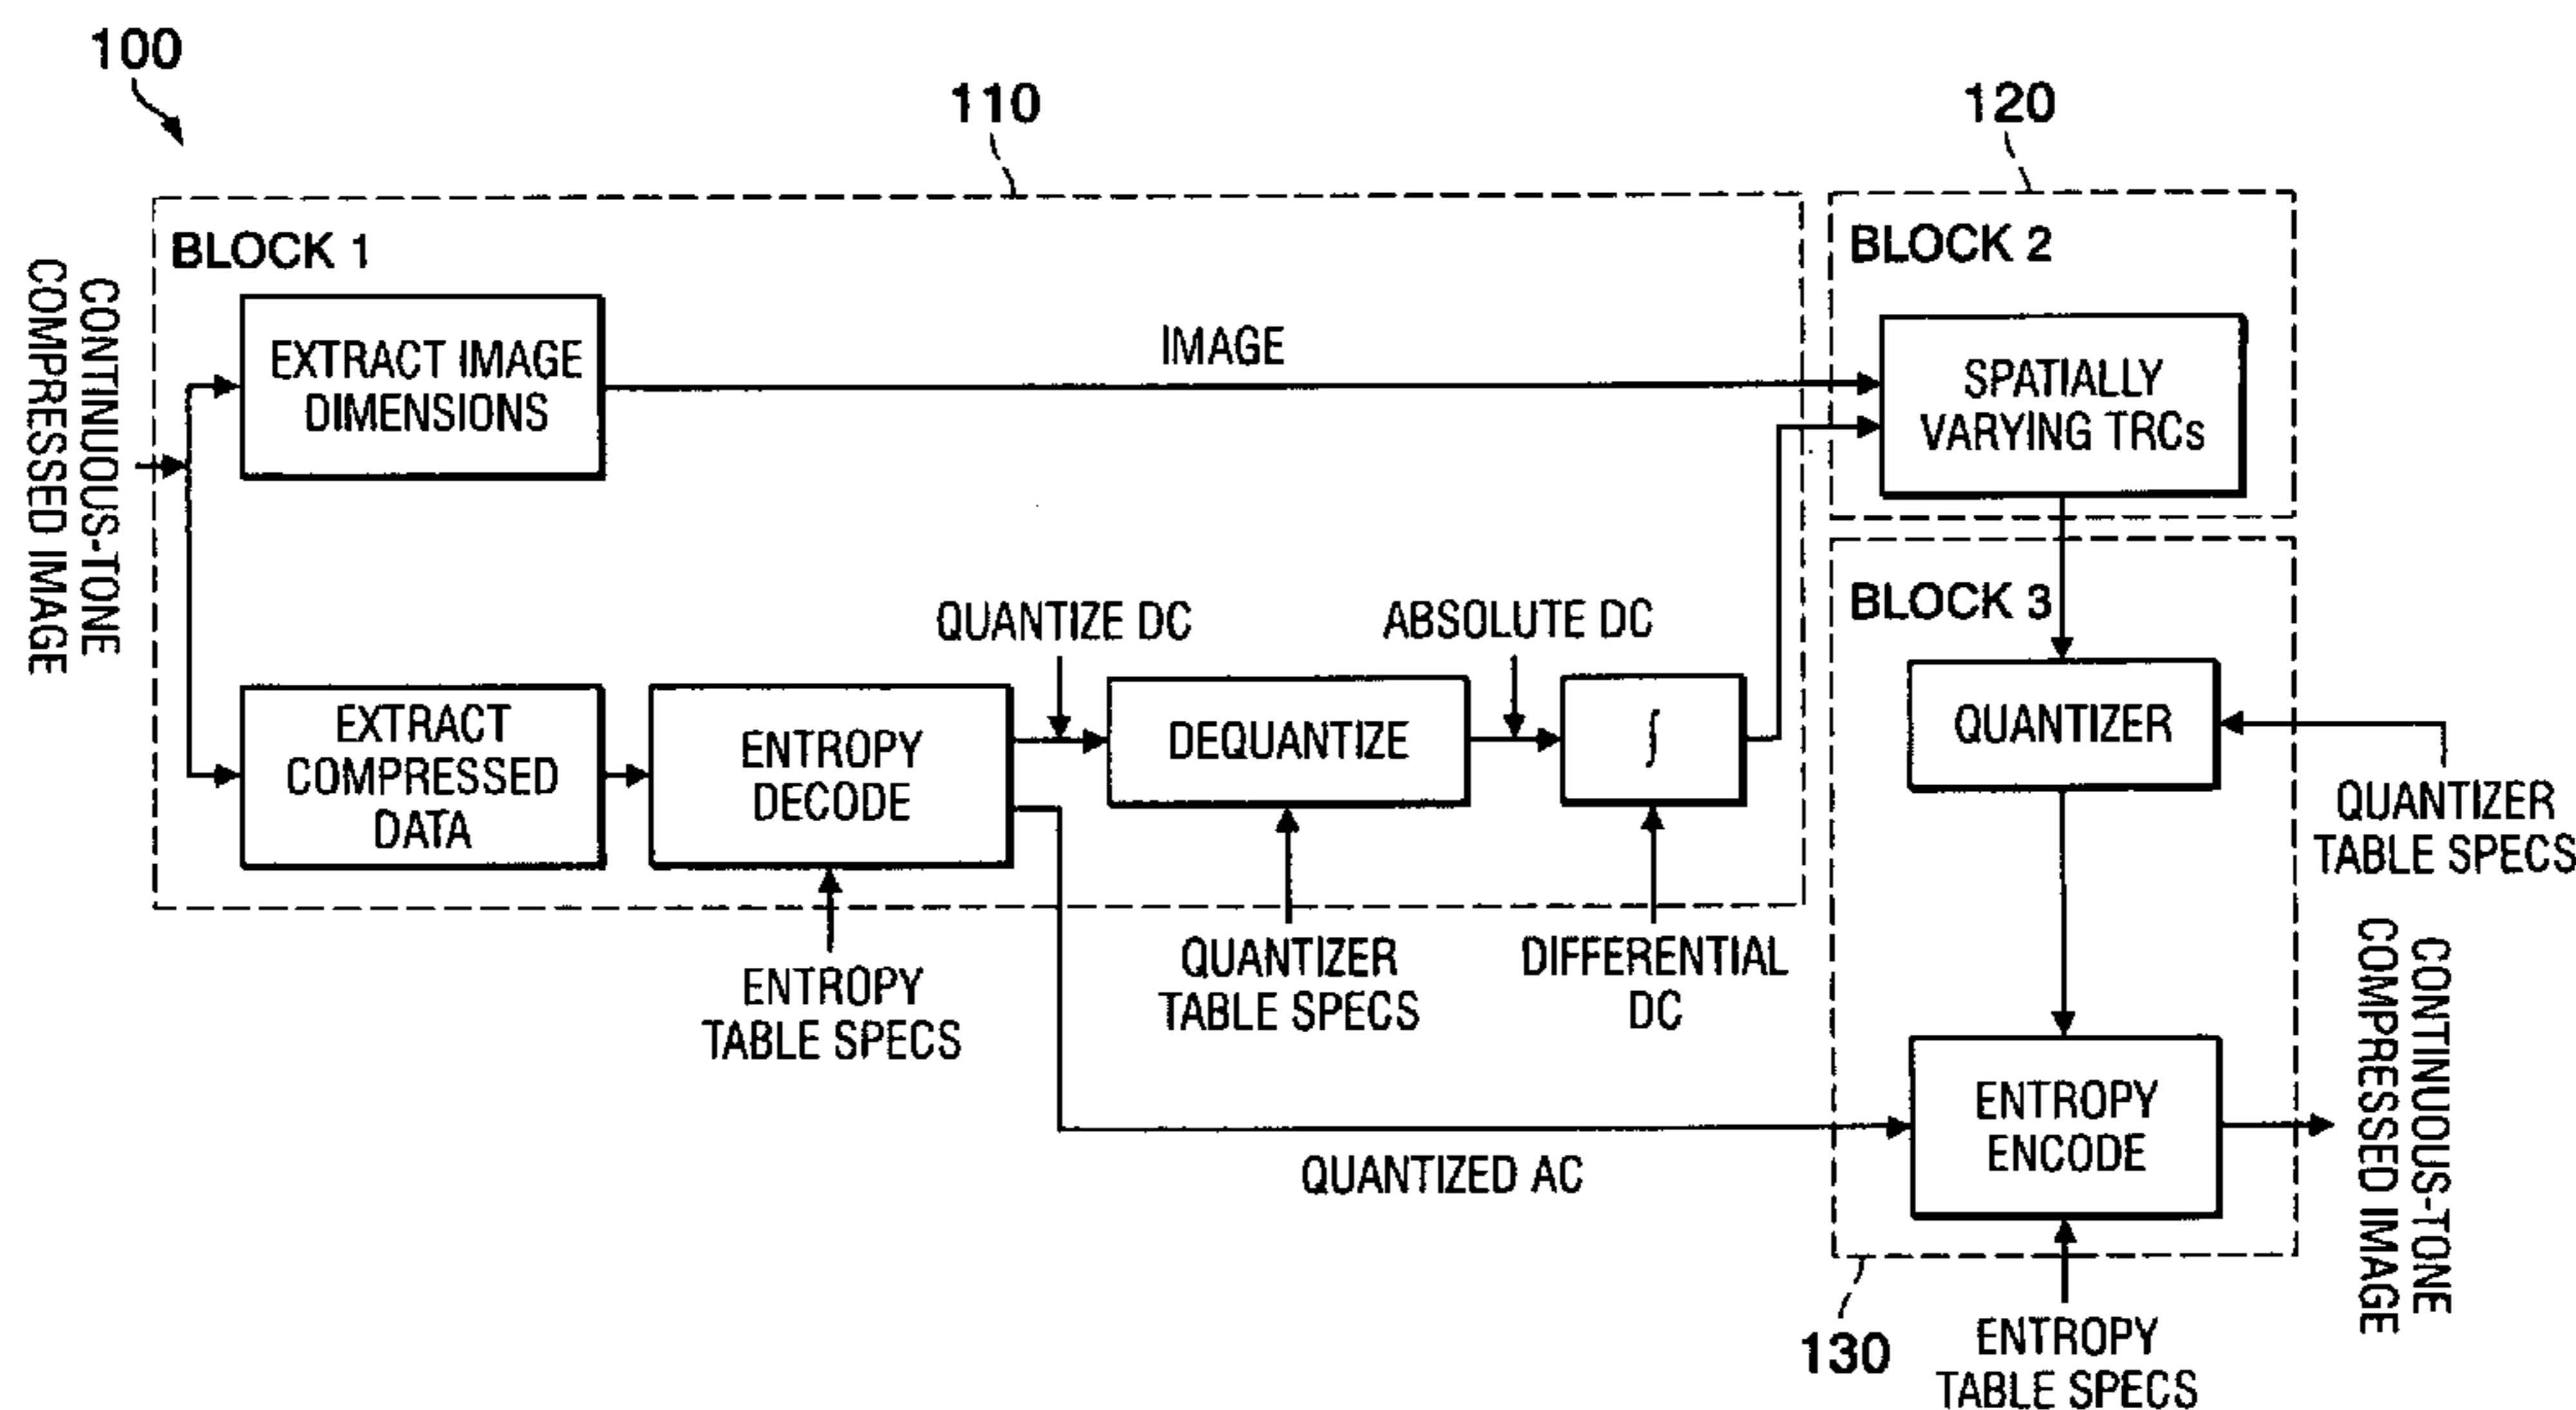 100
110
120
BLOCK 1
BLOCK 2
CONTINUOUS-TONE
COMPRESSED IMAGE
EXTRACT IMAGE
DIMENSIONS
IMAGE
SPATIALLY
VARYING TRCs
BLOCK 3
QUANTIZE DC
ABSOLUTE DC
EXTRACT
COMPRESSED
DATA
ENTROPY
DECODE
DEQUANTIZE
∫
QUANTIZER
QUANTIZER
TABLE SPECS
ENTROPY
TABLE SPECS
QUANTIZER
TABLE SPECS
DIFFERENTIAL
DC
QUANTIZED AC
ENTROPY
ENCODE
CONTINUOUS-TONE
COMPRESSED IMAGE
130
ENTROPY
TABLE SPECS